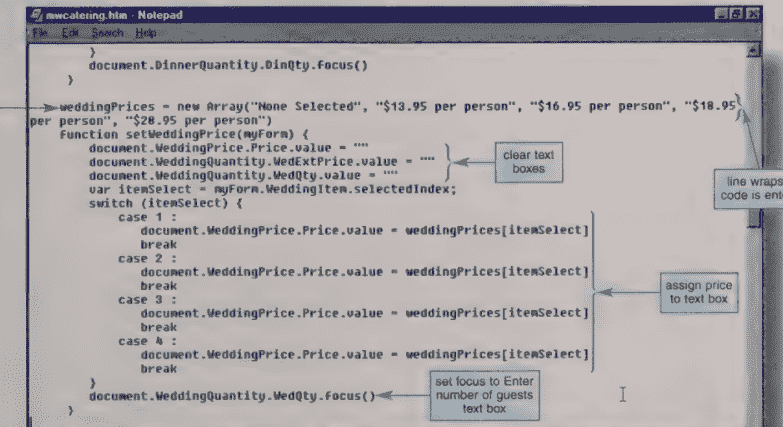 mwcatering.htm - Notepad
File Edit Search Help
}
document.DinnerQuantity.DinQty.focus()
}
weddingPrices = new Array("None Selected", "$13.95 per person", "$16.95 per person", "$18.95
per person", "$28.95 per person")
function setWeddingPrice(myForm) {
document.WeddingPrice.Price.value = ""
document.WeddingQuantity.WedExtPrice.value = ""
document.WeddingQuantity.WedQty.value = ""
clear text
boxes
var itemSelect = myForm.WeddingItem.selectedIndex;
line wraps
code is ent
switch (itemSelect) {
case 1 :
document.WeddingPrice.Price.value = weddingPrices[itemSelect]
break
case 2 :
document.WeddingPrice.Price.value = weddingPrices[itemSelect]
break
case 3 :
document.WeddingPrice.Price.value = weddingPrices[itemSelect]
break
case 4 :
document.WeddingPrice.Price.value = weddingPrices[itemSelect]
break
assign price
to text box
}
document.WeddingQuantity.WedQty.focus()
set focus to Enter
number of guests
text box
}